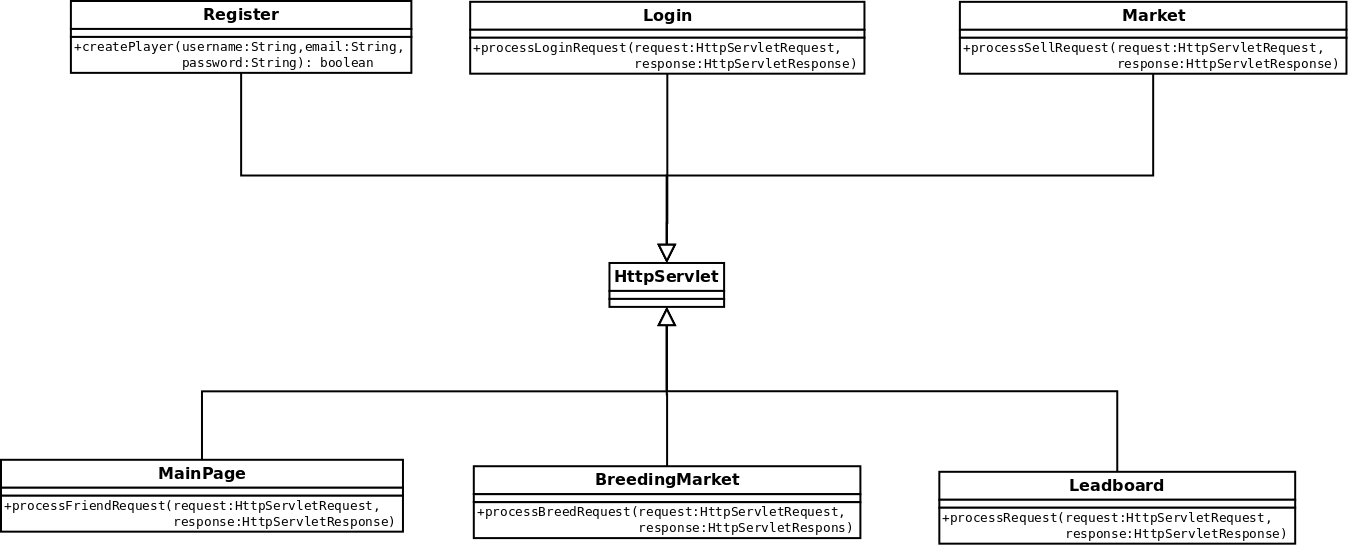 Register
+createPlayer(username:String,email:String,
password:String): boolean
Login
+processLoginRequest(request:HttpServletRequest,
response:HttpServletResponse)
Market
+processSellRequest(request:HttpServletRequest,
response:HttpServletResponse)
HttpServlet
MainPage
+processFriendRequest(request:HttpServletRequest,
response:HttpServletResponse)
BreedingMarket
+processBreedRequest(request:HttpServletRequest,
response:HttpServletRespons)
Leadboard
+processRequest(request:HttpServletRequest,
response:HttpServletResponse)